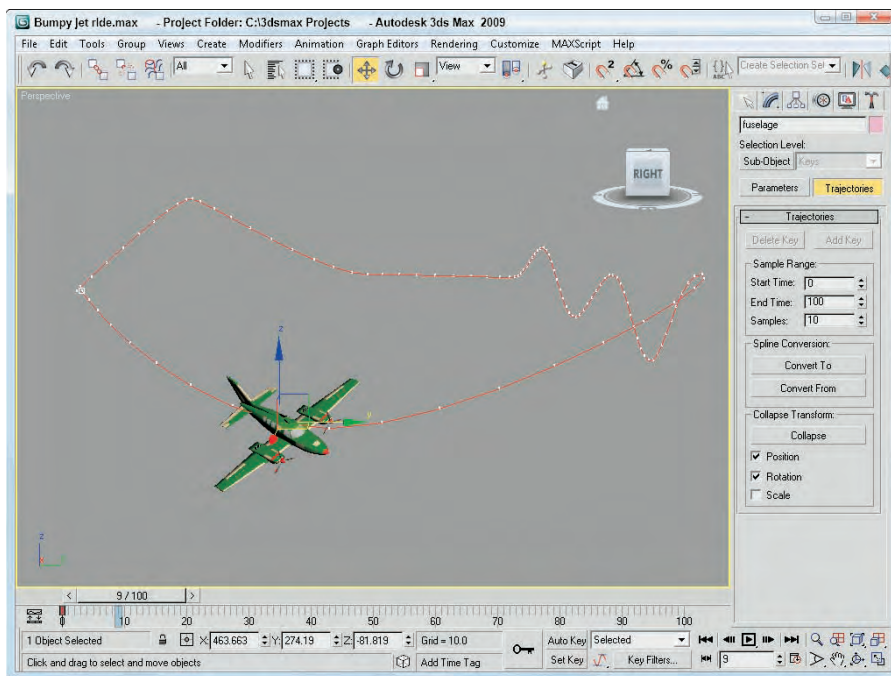 Bumpy jet rIde.max - Project Folder: C:\3dsmax Projects - Autodesk 3ds Max 2009
File Edit Tools Group Views Create Modifiers Animation Graph Editors Rendering Customize MAXScript Help
All
View
Create Selection Set
Perspective
RIGHT
fuselage
Selection Level:
Sub-Object Keys
Parameters Trajectories
- Trajectories
Delete Key Add Key
Sample Range:
Start Time: 0
End Time: 100
Samples: 10
Spline Conversion:
Convert To
Convert From
Collapse Transform:
Collapse
Position
Rotation
Scale
z
y
z
< 9 / 100 >
0 10 20 30 40 50 60 70 80 90 100
1 Object Selected X: 463.663 Y: 274.19 Z: -81.819 Grid = 10.0 Auto Key Selected
Click and drag to select and move objects Add Time Tag Set Key Key Filters... 9